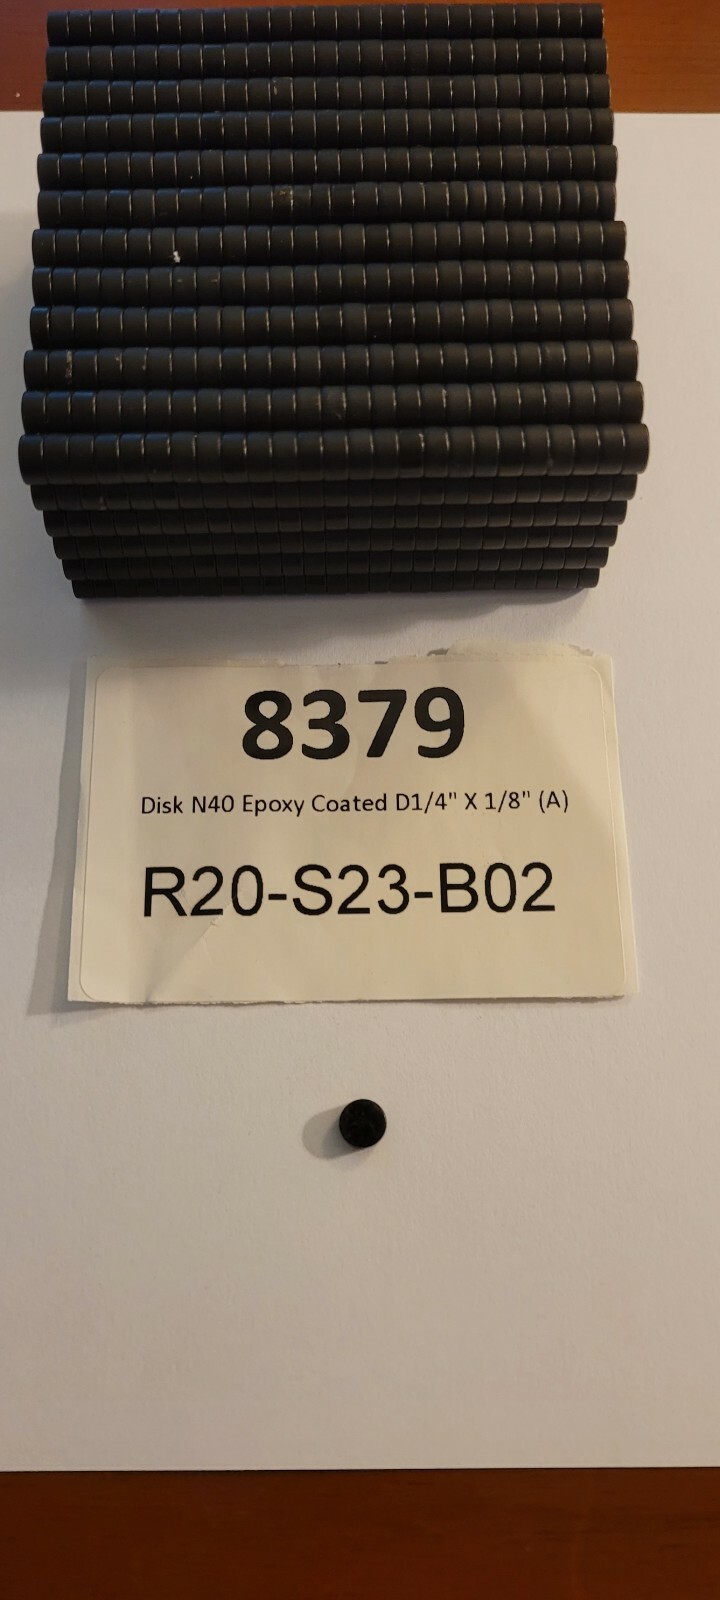 8379
Disk N40 Epoxy Coated D1/4" X 1/8" (A)
R20-S23-B02